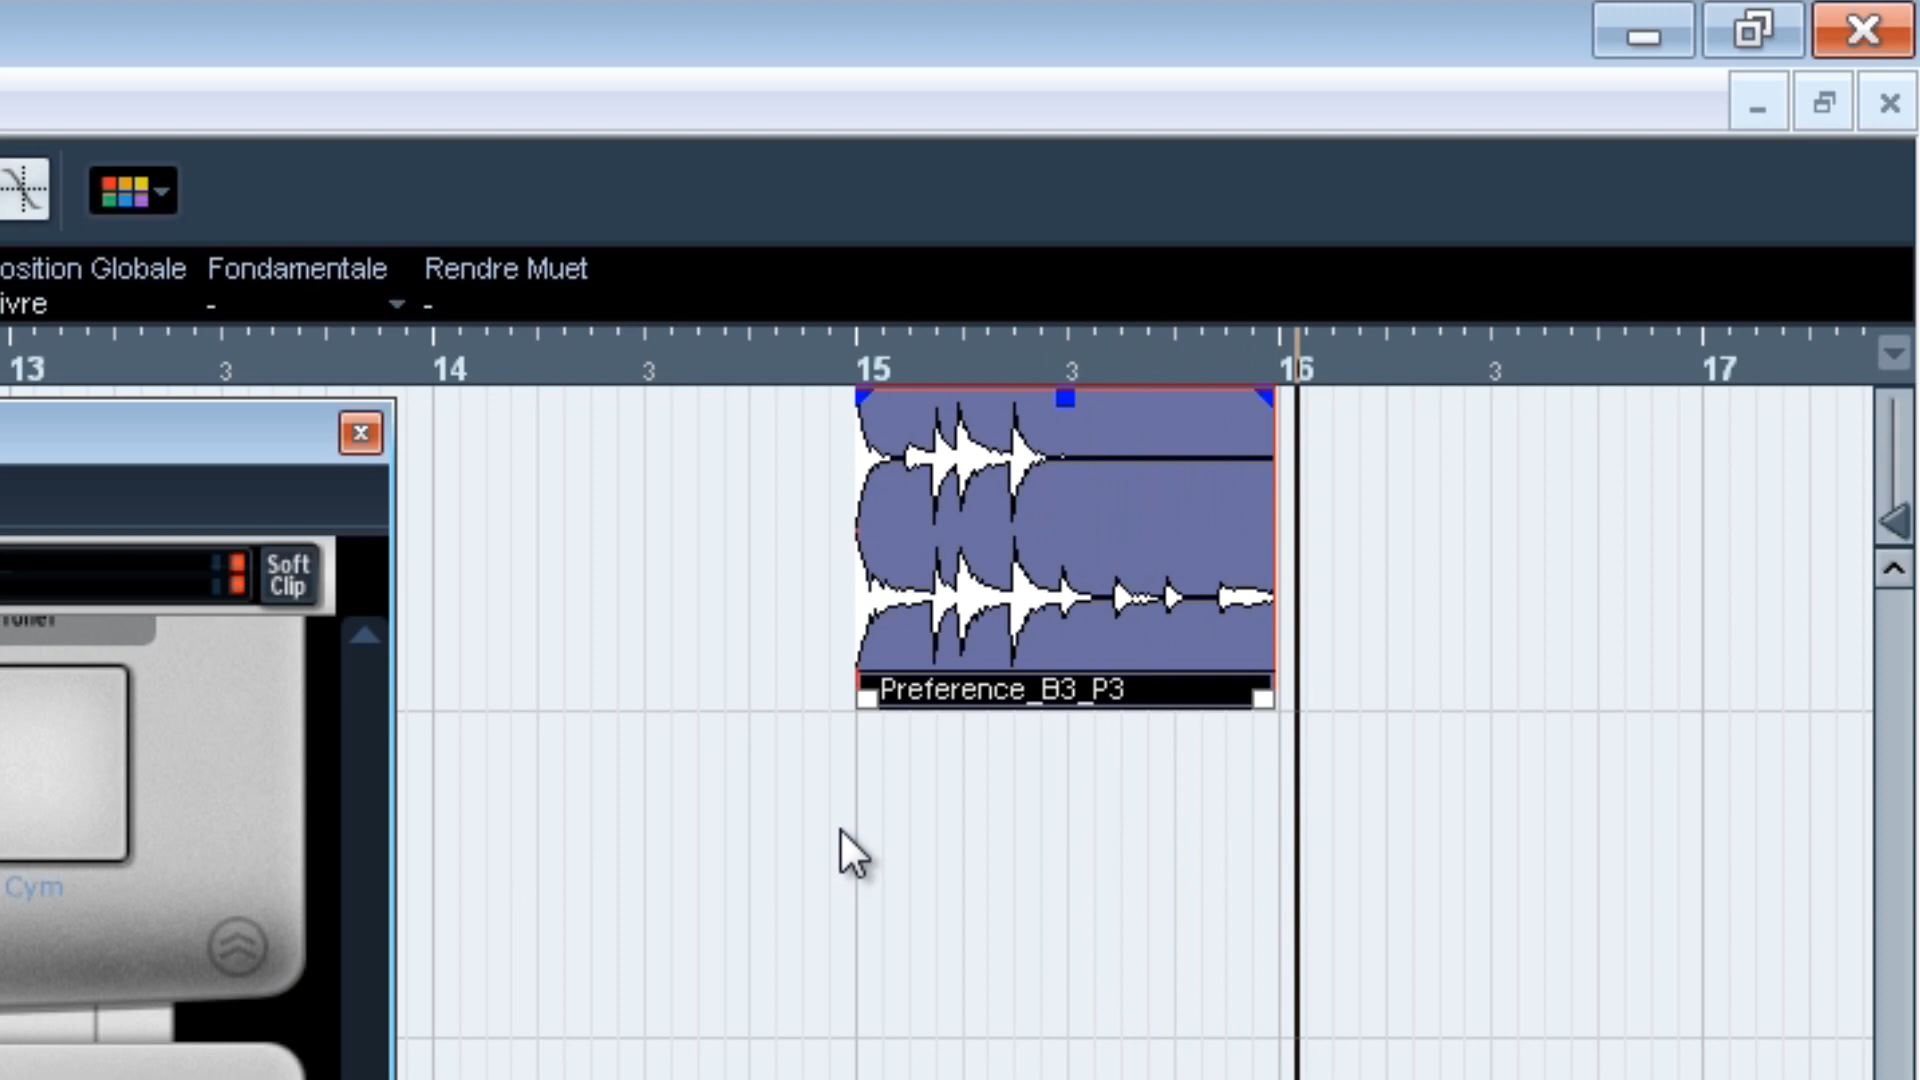 osition Globale Fondamentale Rendre Muet
ivre - -
13 3 14 3 15 3 16 3 17
Soft
Clip
Preference_B3_P3
Cym